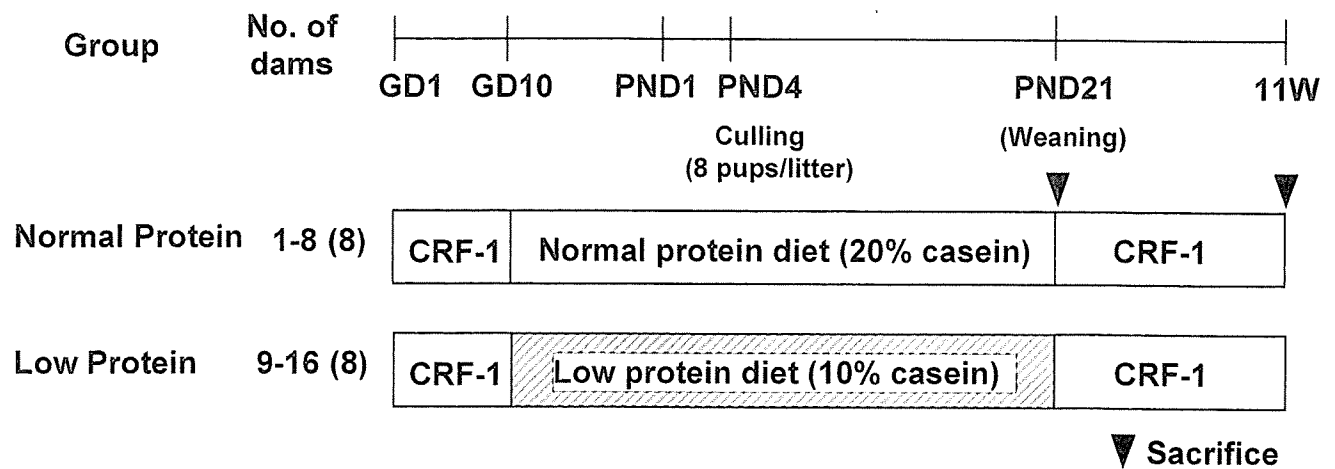 Group
No. of
dams
GD1 GD10 PND1 PND4 PND21 11W
Culling
(8 pups/litter)
(Weaning)
Normal Protein 1-8 (8) CRF-1 Normal protein diet (20% casein) CRF-1
Low Protein 9-16 (8) CRF-1 Low protein diet (10% casein) CRF-1
Sacrifice